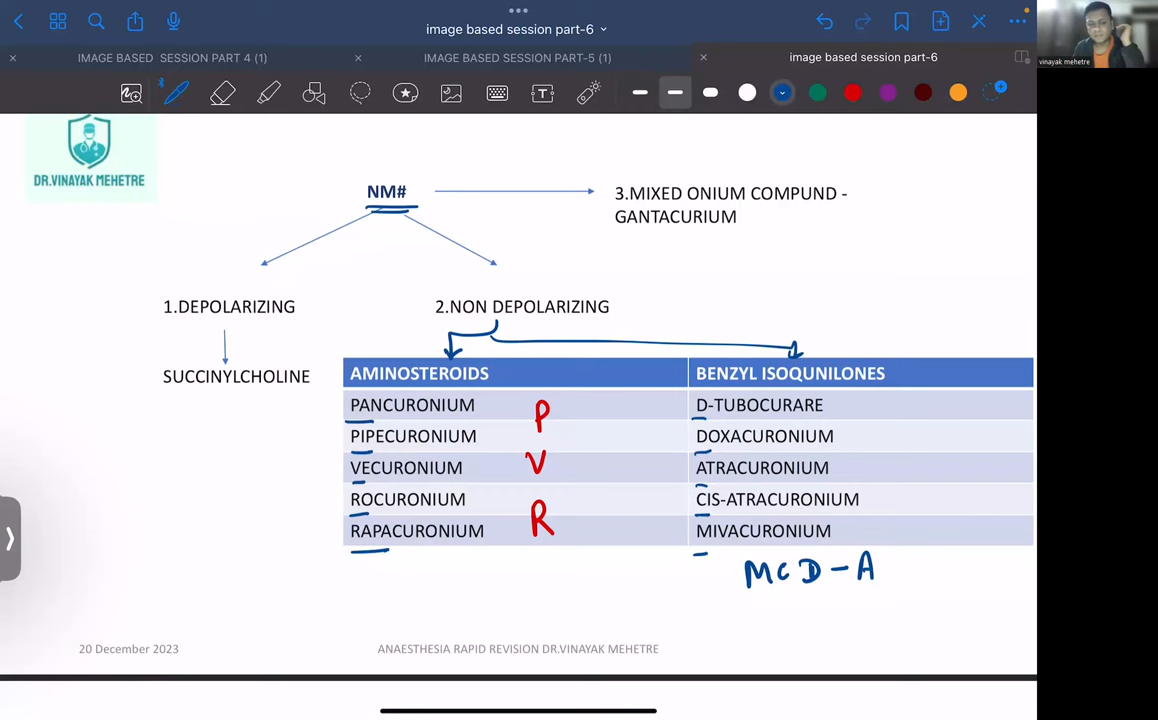 image based session part-6
IMAGE BASED SESSION PART 4 (1)
IMAGE BASED SESSION PART-5 (1)
image based session part-6
vinayak mehetre
DR.VINAYAK MEHETRE
NM#
3.MIXED ONIUM COMPUND -
GANTACURIUM
1.DEPOLARIZING
2.NON DEPOLARIZING
SUCCINYLCHOLINE
AMINOSTEROIDS BENZYL ISOQUNILONES
PANCURONIUM P D-TUBOCURARE
PIPECURONIUM DOXACURONIUM
VECURONIUM V ATRACURONIUM
ROCURONIUM CIS-ATRACURONIUM
RAPACURONIUM R MIVACURONIUM
MCD-A
20 December 2023
ANAESTHESIA RAPID REVISION DR.VINAYAK MEHETRE